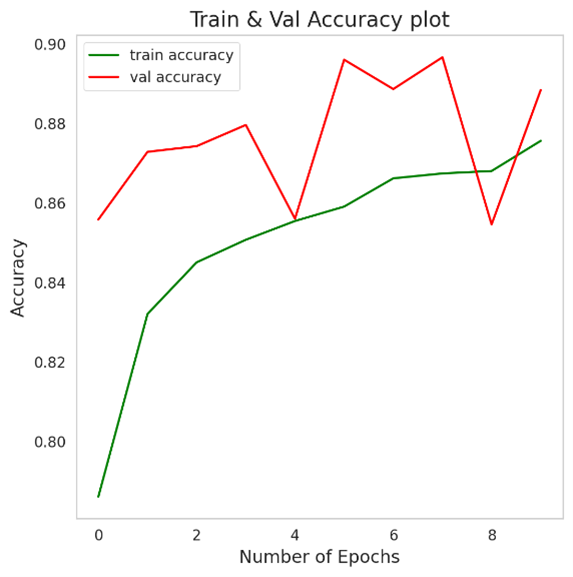 Train & Val Accuracy plot
train accuracy
val accuracy
0.90
0.88
0.86
0.84
0.82
0.80
Accuracy
0 2 4 6 8
Number of Epochs